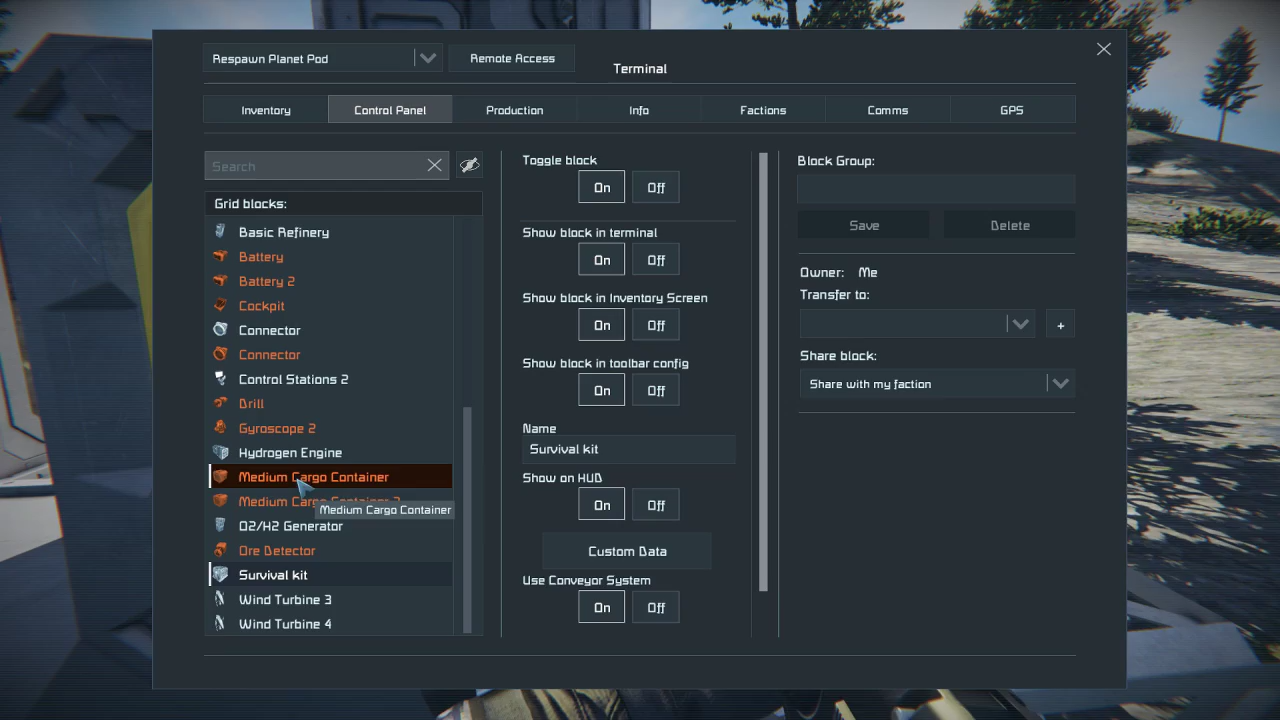 Respawn Planet Pod
Remote Access
Terminal
Inventory
Control Panel
Production
Info
Factions
Comms
GPS
Search
Grid blocks:
Basic Refinery
Battery
Battery 2
Cockpit
Connector
Connector
Control Stations 2
Drill
Gyroscope 2
Hydrogen Engine
Medium Cargo Container
Medium Cargo Container 2
Medium Cargo Container
O2/H2 Generator
Ore Detector
Survival kit
Wind Turbine 3
Wind Turbine 4
Toggle block
On Off
Show block in terminal
On Off
Show block in Inventory Screen
On Off
Show block in toolbar config
On Off
Name
Survival kit
Show on HUD
On Off
Custom Data
Use Conveyor System
On Off
Block Group:
Save Delete
Owner: Me
Transfer to:
+
Share block:
Share with my faction